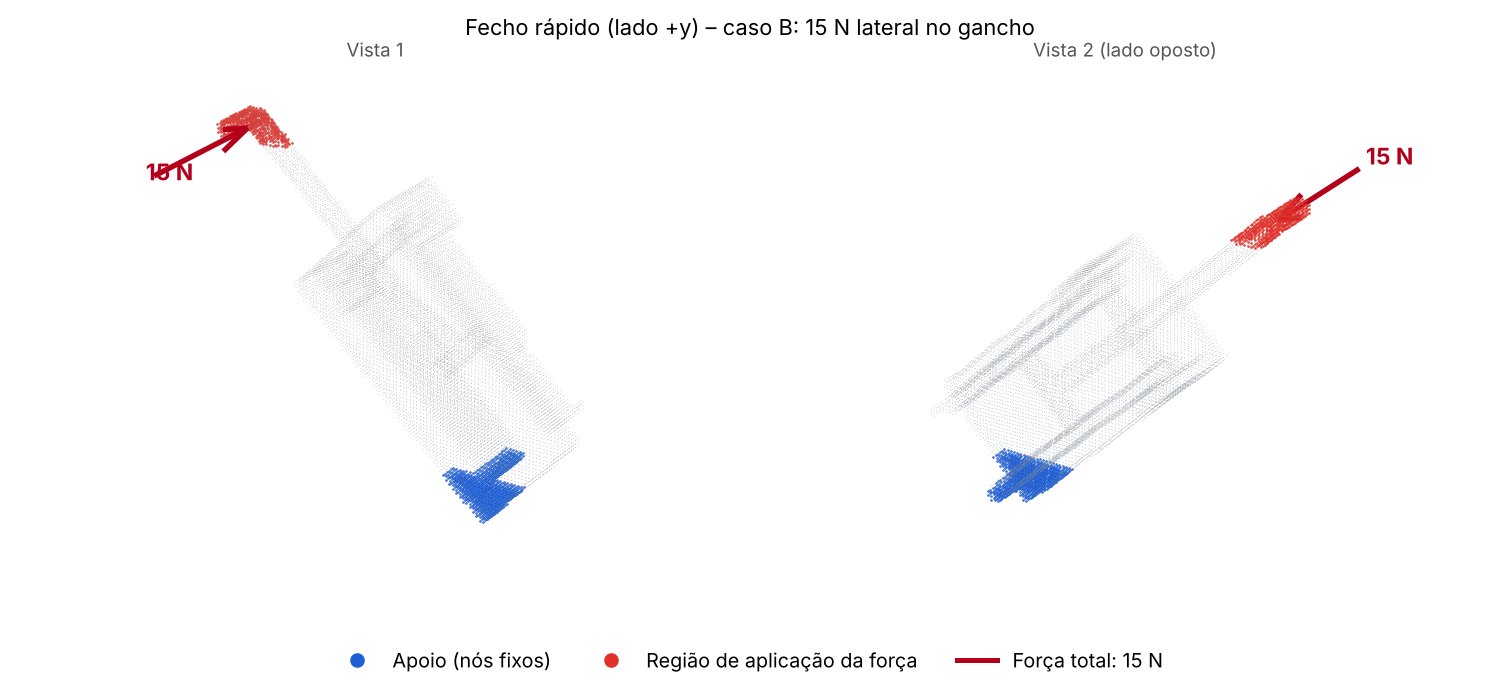 Fecho rápido (lado +y) – caso B: 15 N lateral no gancho
Vista 1
Vista 2 (lado oposto)
15 N
15 N
Apoio (nós fixos)
Região de aplicação da força
Força total: 15 N